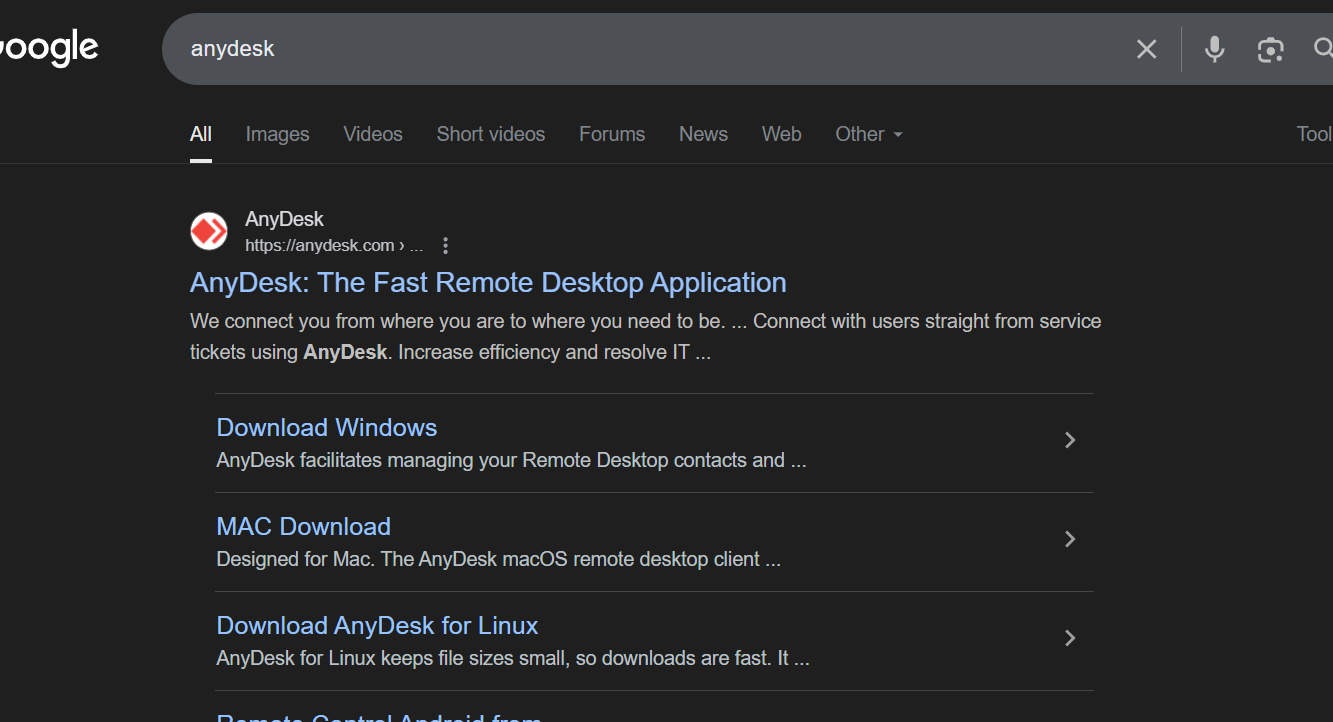 anydesk
All Images Videos Short videos Forums News Web Other
AnyDesk
https://anydesk.com › ...
AnyDesk: The Fast Remote Desktop Application
We connect you from where you are to where you need to be. ... Connect with users straight from service
tickets using AnyDesk. Increase efficiency and resolve IT ...
Download Windows
AnyDesk facilitates managing your Remote Desktop contacts and ...
MAC Download
Designed for Mac. The AnyDesk macOS remote desktop client ...
Download AnyDesk for Linux
AnyDesk for Linux keeps file sizes small, so downloads are fast. It ...
Remote Control Android from